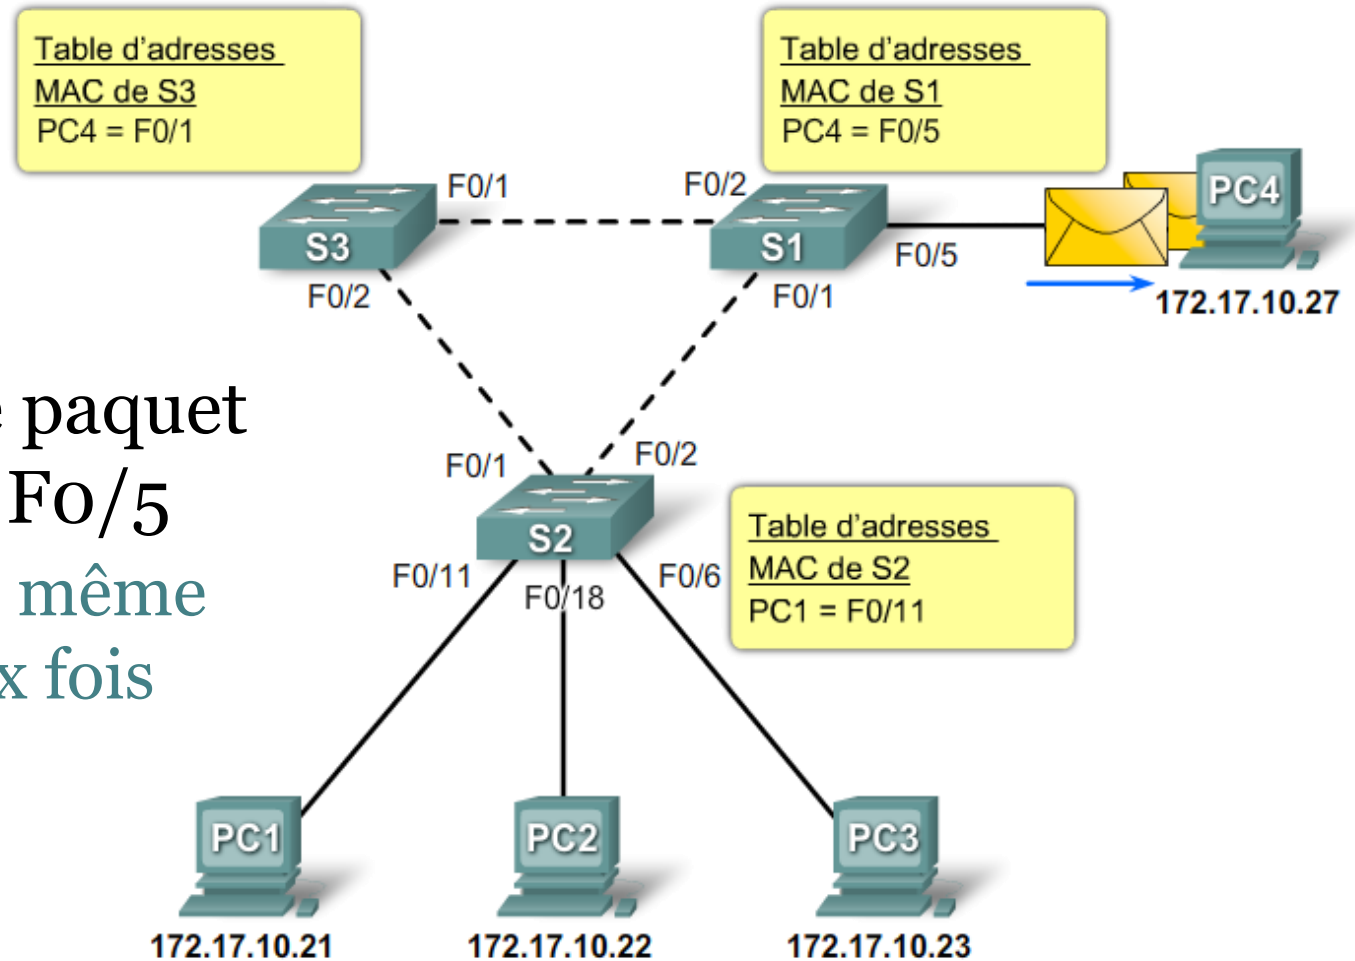 Table d'adresses
MAC de S3
PC4 = F0/1
Table d'adresses
MAC de S1
PC4 = F0/5
PC4
F0/1
F0/2
S3
S1
F0/5
F0/2
F0/1
172.17.10.27
paquet
F0/5
même
fois
F0/1
F0/2
S2
Table d'adresses
MAC de S2
PC1 = F0/11
F0/11
F0/18
F0/6
PC1
PC2
PC3
172.17.10.21
172.17.10.22
172.17.10.23